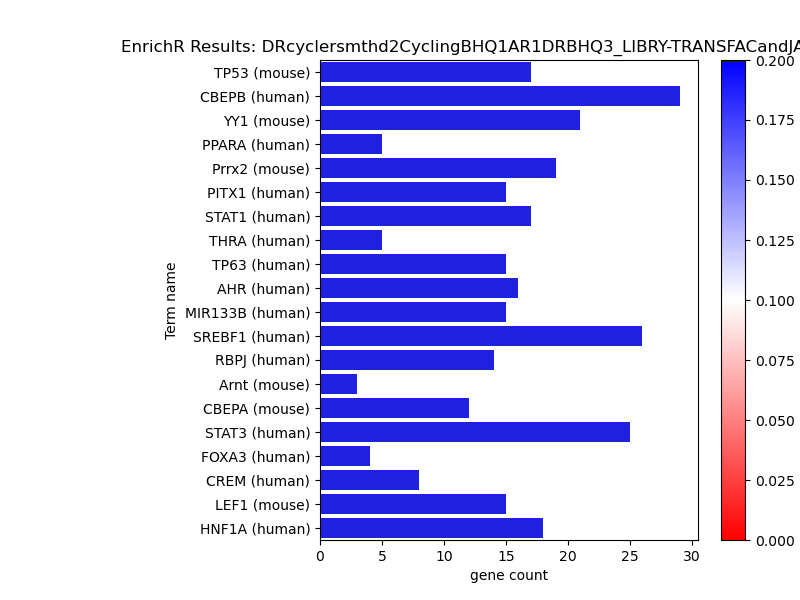 EnrichR Results: DRcyclersmthd2CyclingBHQ1AR1DRBHQ3_LIBRY-TRANSFACandJA
TP53 (mouse)
CBEPB (human)
YY1 (mouse)
PPARA (human)
Prrx2 (mouse)
PITX1 (human)
STAT1 (human)
THRA (human)
TP63 (human)
AHR (human)
MIR133B (human)
SREBF1 (human)
RBPJ (human)
Arnt (mouse)
CBEPA (mouse)
STAT3 (human)
FOXA3 (human)
CREM (human)
LEF1 (mouse)
HNF1A (human)
Term name
0 5 10 15 20 25 30
gene count
0.200
0.175
0.150
0.125
0.100
0.075
0.050
0.025
0.000